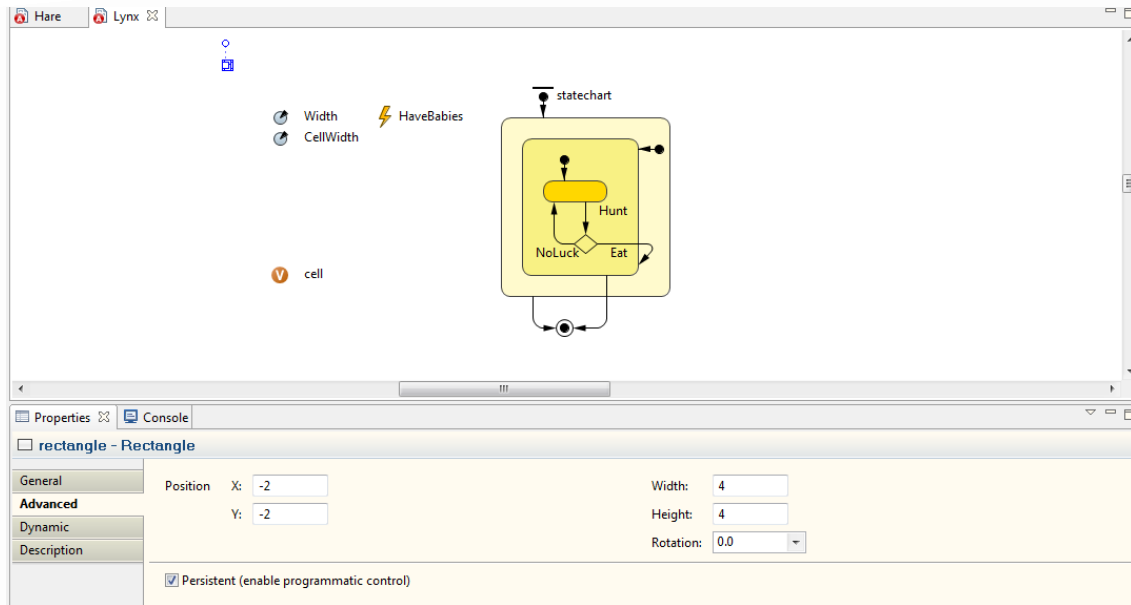 Hare
Lynx
statechart
Width
HaveBabies
CellWidth
Hunt
NoLuck
Eat
V
cell
Properties
Console
rectangle - Rectangle
General
Position
X:
-2
Width:
4
Advanced
Y:
-2
Height:
4
Dynamic
Rotation:
0.0
Description
Persistent (enable programmatic control)